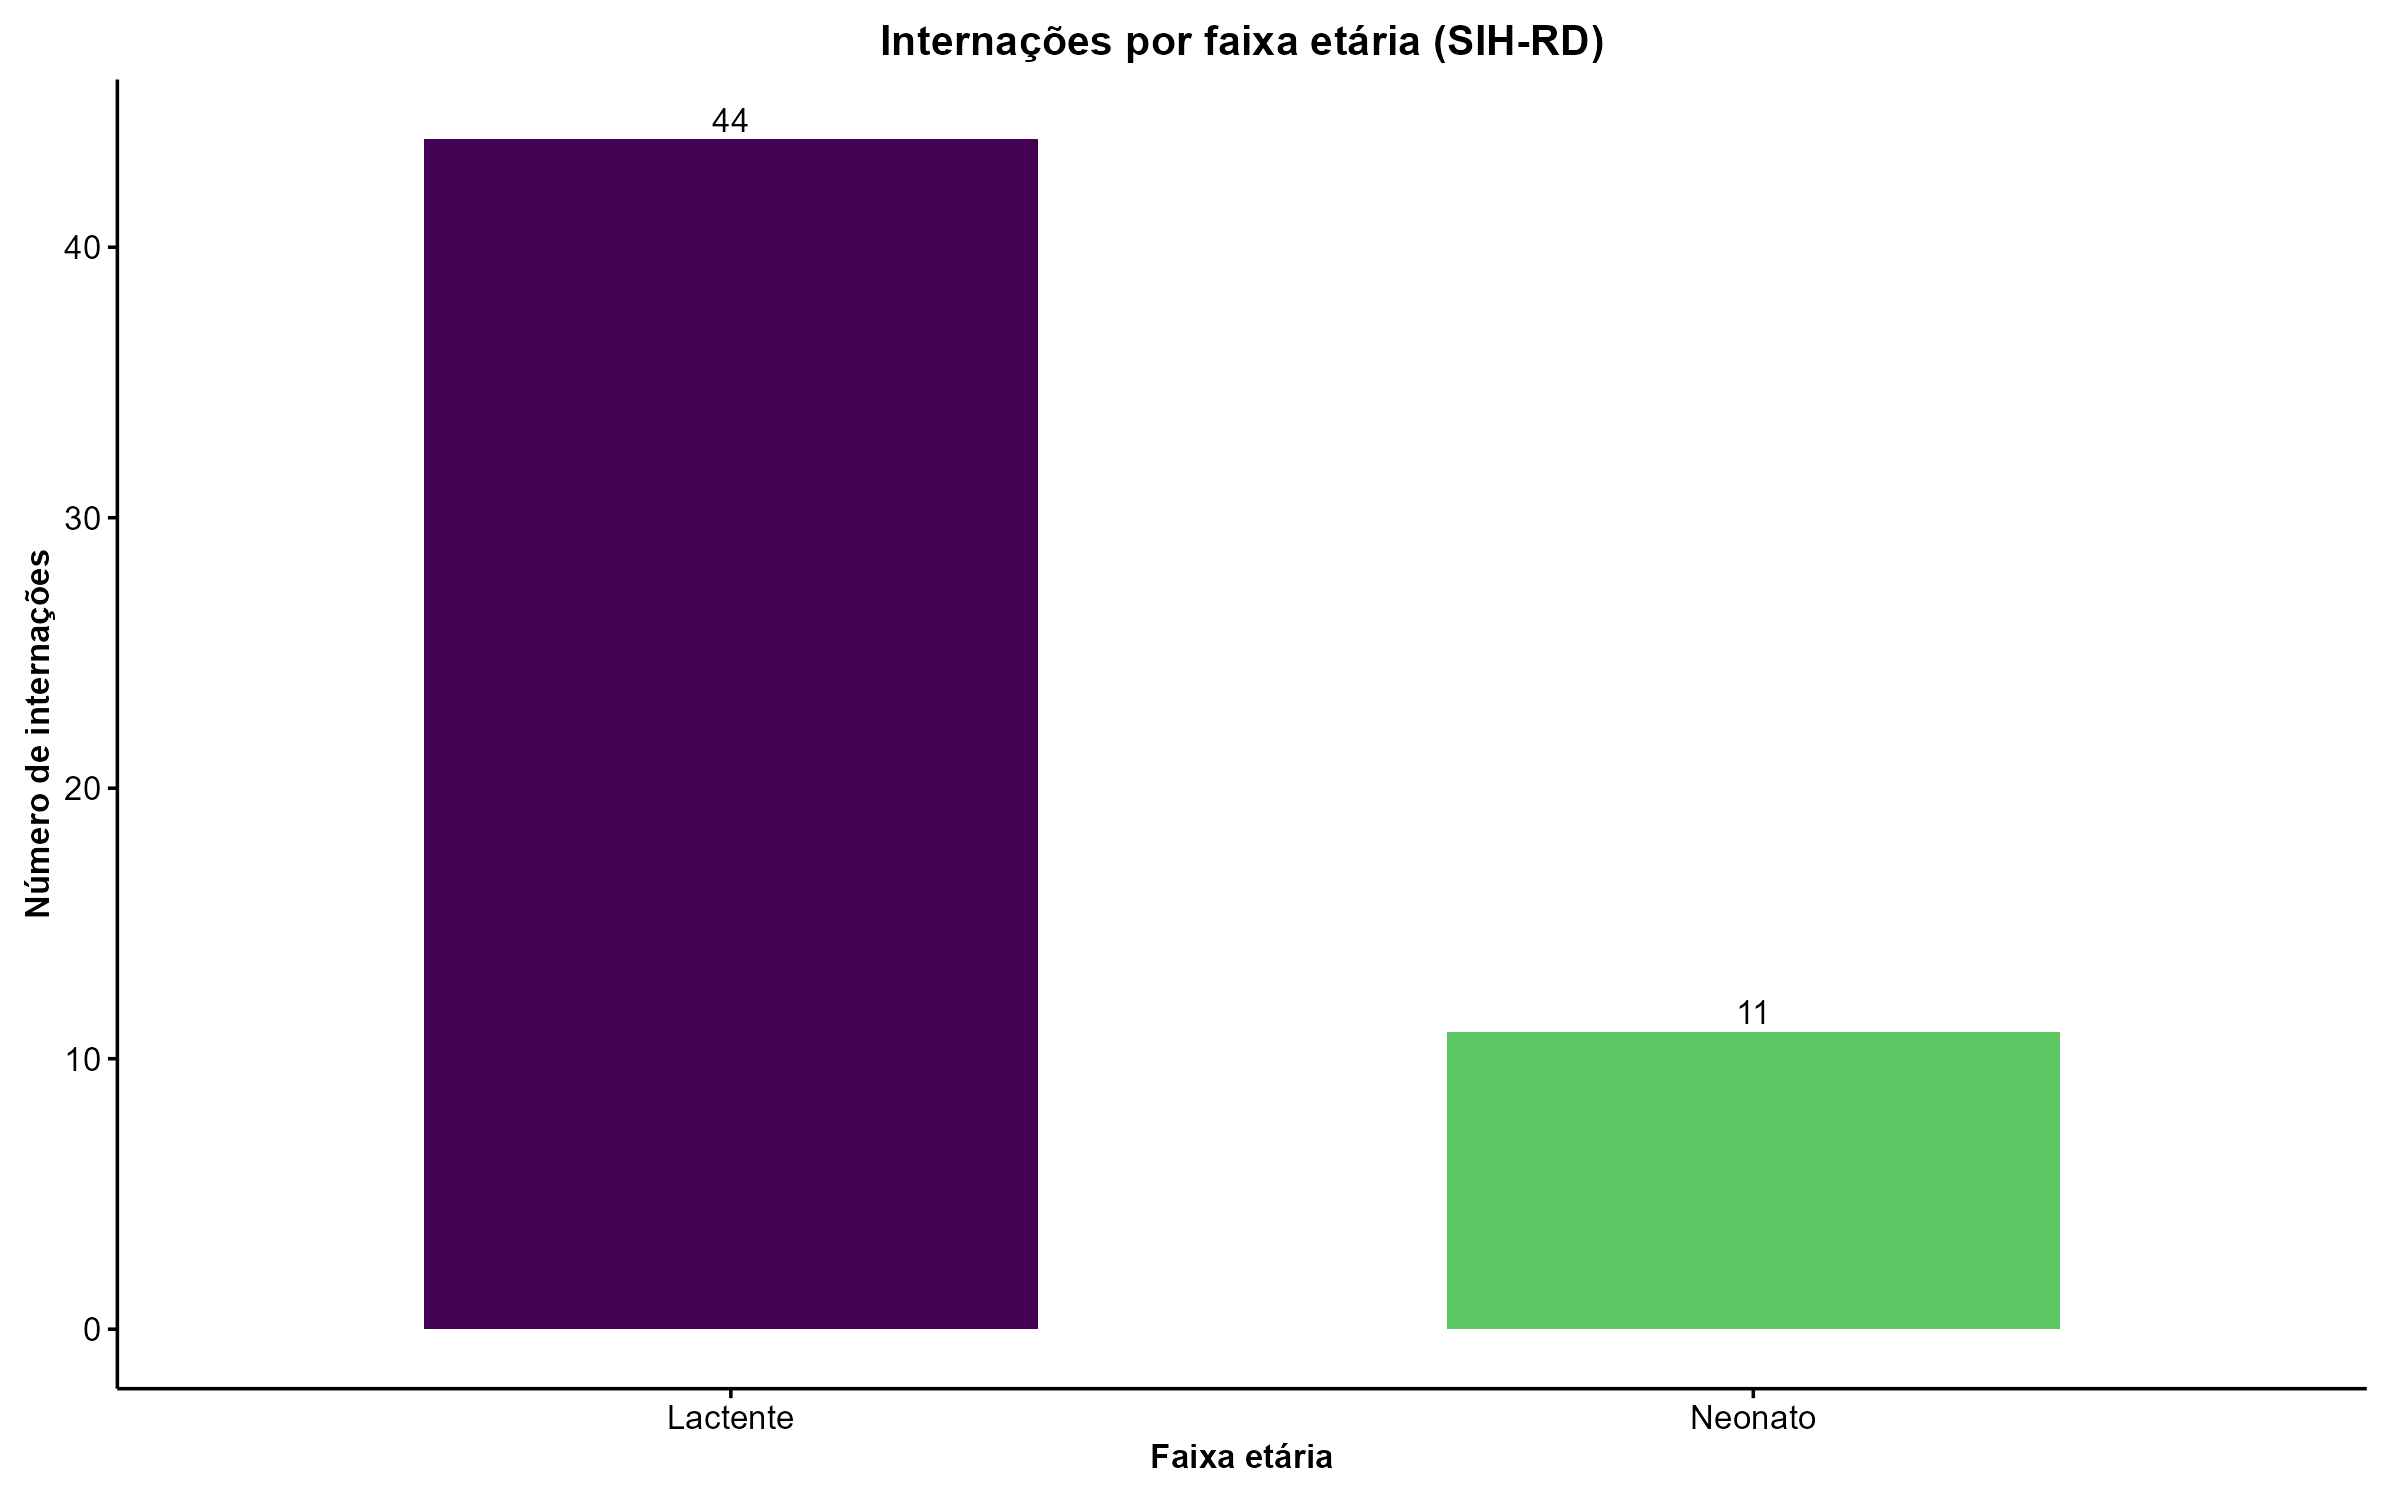 Internações por faixa etária (SIH-RD)
Número de internações
44
40
30
20
11
10
0
Lactente
Neonato
Faixa etária